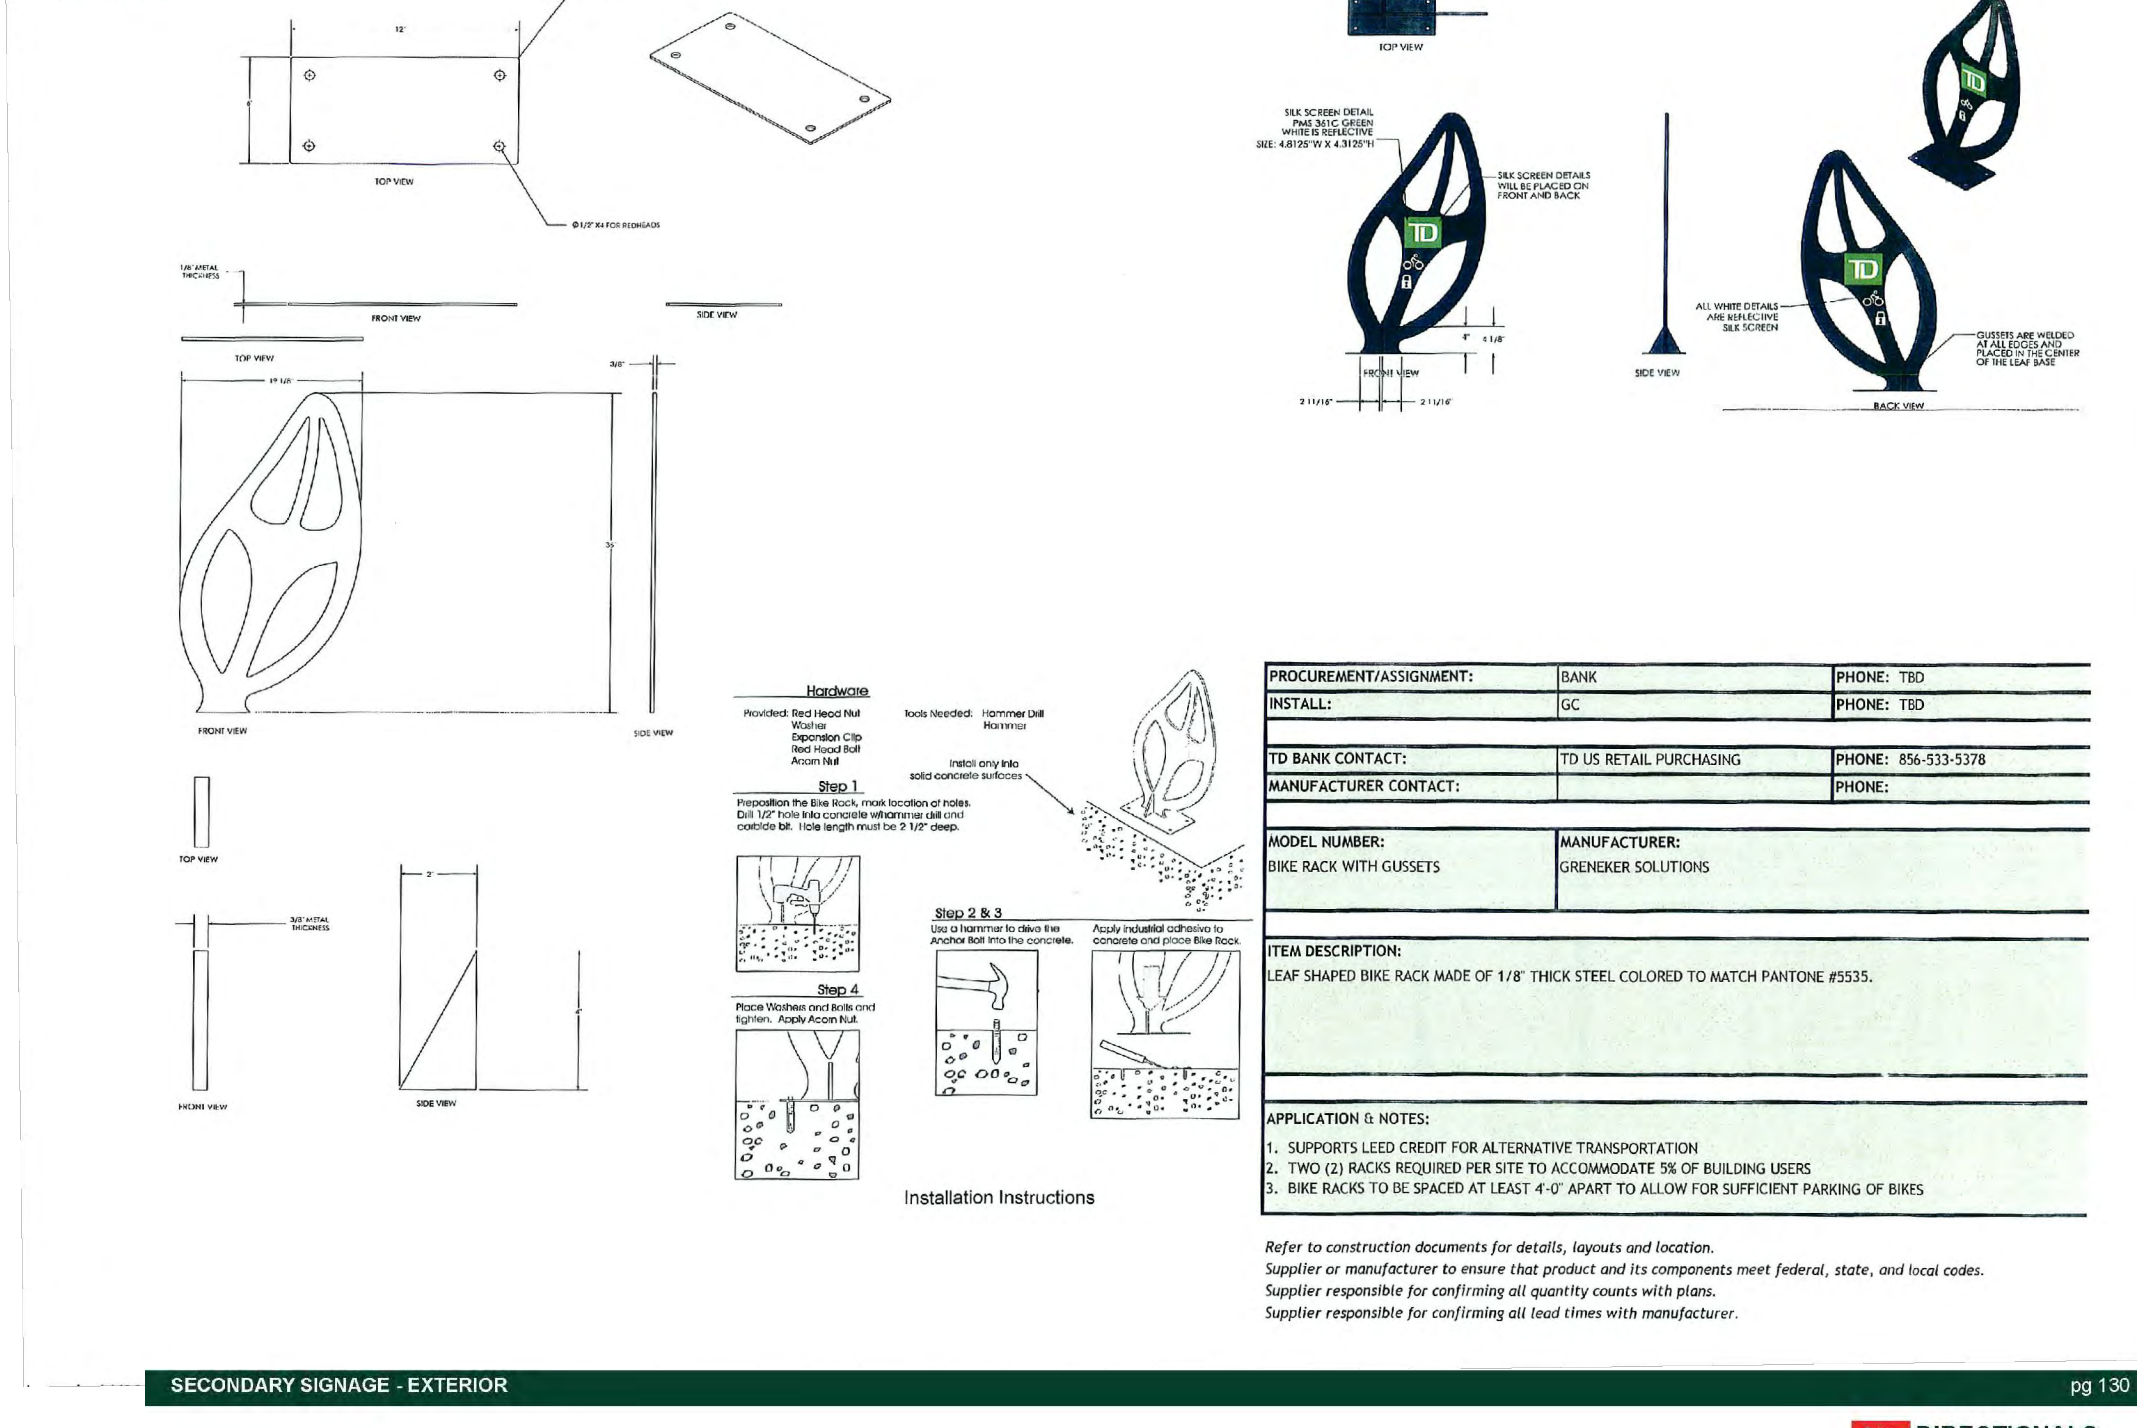 12"
6"
TOP VIEW
Ø 1/2" X4 FOR REDHEADS
1/8" METAL
THICKNESS
FRONT VIEW
SIDE VIEW
TOP VIEW
19 1/8"
3/8"
FRONT VIEW
SIDE VIEW
TOP VIEW
3/8" METAL
THICKNESS
FRONT VIEW
2"
4"
SIDE VIEW
TOP VIEW
SILK SCREEN DETAIL
PMS 361C GREEN
WHITE IS REFLECTIVE
SIZE: 4.8125"W X 4.3125"H
SILK SCREEN DETAILS
WILL BE PLACED ON
FRONT AND BACK
TD
TD
TD
4"
4 1/8"
FRONT VIEW
2 11/16"
2 11/16"
SIDE VIEW
ALL WHITE DETAILS
ARE REFLECTIVE
SILK SCREEN
GUSSETS ARE WELDED
AT ALL EDGES AND
PLACED IN THE CENTER
OF THE LEAF BASE
BACK VIEW
Hardware
Provided: Red Head Nut
Washer
Expansion Clip
Red Head Bolt
Acorn Nut
Tools Needed: Hammer Drill
Hammer
Install only into
solid concrete surfaces
Step 1
Preposition the Bike Rack, mark location of holes.
Drill 1/2" hole into concrete w/hammer drill and
carbide bit. Hole length must be 2 1/2" deep.
Step 2 & 3
Use a hammer to drive the
Anchor Bolt into the concrete.
Apply industrial adhesive to
concrete and place Bike Rack.
Step 4
Place Washers and Bolts and
tighten. Apply Acorn Nut.
Installation Instructions
PROCUREMENT/ASSIGNMENT: BANK PHONE: TBD
INSTALL: GC PHONE: TBD
TD BANK CONTACT: TD US RETAIL PURCHASING PHONE: 856-533-5378
MANUFACTURER CONTACT: PHONE:
MODEL NUMBER: MANUFACTURER:
BIKE RACK WITH GUSSETS GRENEKER SOLUTIONS
ITEM DESCRIPTION:
LEAF SHAPED BIKE RACK MADE OF 1/8" THICK STEEL COLORED TO MATCH PANTONE #5535.
APPLICATION & NOTES:
1. SUPPORTS LEED CREDIT FOR ALTERNATIVE TRANSPORTATION
2. TWO (2) RACKS REQUIRED PER SITE TO ACCOMMODATE 5% OF BUILDING USERS
3. BIKE RACKS TO BE SPACED AT LEAST 4'-0" APART TO ALLOW FOR SUFFICIENT PARKING OF BIKES
Refer to construction documents for details, layouts and location.
Supplier or manufacturer to ensure that product and its components meet federal, state, and local codes.
Supplier responsible for confirming all quantity counts with plans.
Supplier responsible for confirming all lead times with manufacturer.
SECONDARY SIGNAGE - EXTERIOR
pg 130